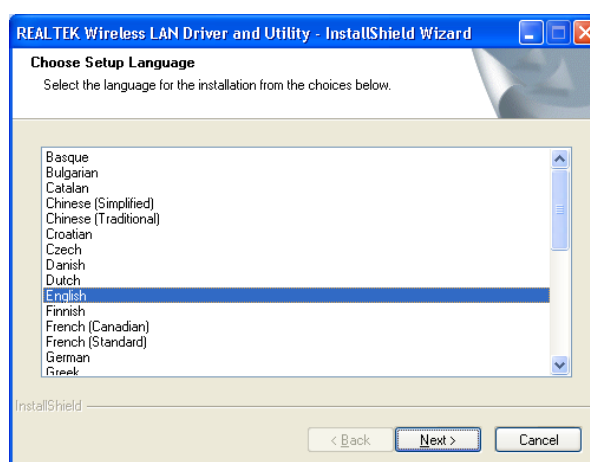 REALTEK Wireless LAN Driver and Utility - InstallShield Wizard
Choose Setup Language
Select the language for the installation from the choices below.
Basque
Bulgarian
Catalan
Chinese (Simplified)
Chinese (Traditional)
Croatian
Czech
Danish
Dutch
English
Finnish
French (Canadian)
French (Standard)
German
Greek
InstallShield
< Back Next > Cancel